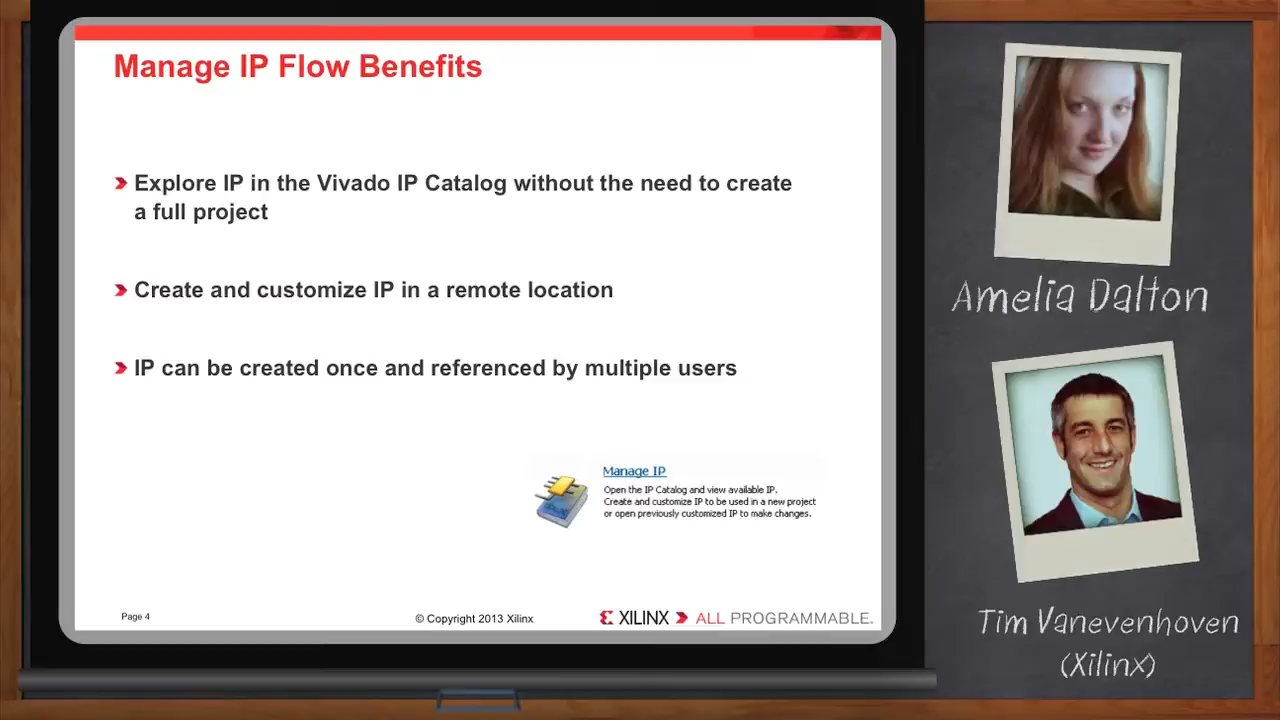 Manage IP Flow Benefits
Explore IP in the Vivado IP Catalog without the need to create
a full project
Create and customize IP in a remote location
IP can be created once and referenced by multiple users
Manage IP
Open the IP Catalog and view available IP.
Create and customize IP to be used in a new project
or open previously customized IP to make changes.
Page 4
© Copyright 2013 Xilinx
XILINX ALL PROGRAMMABLE.
Amelia Dalton
Tim Vanevenhoven
(Xilinx)